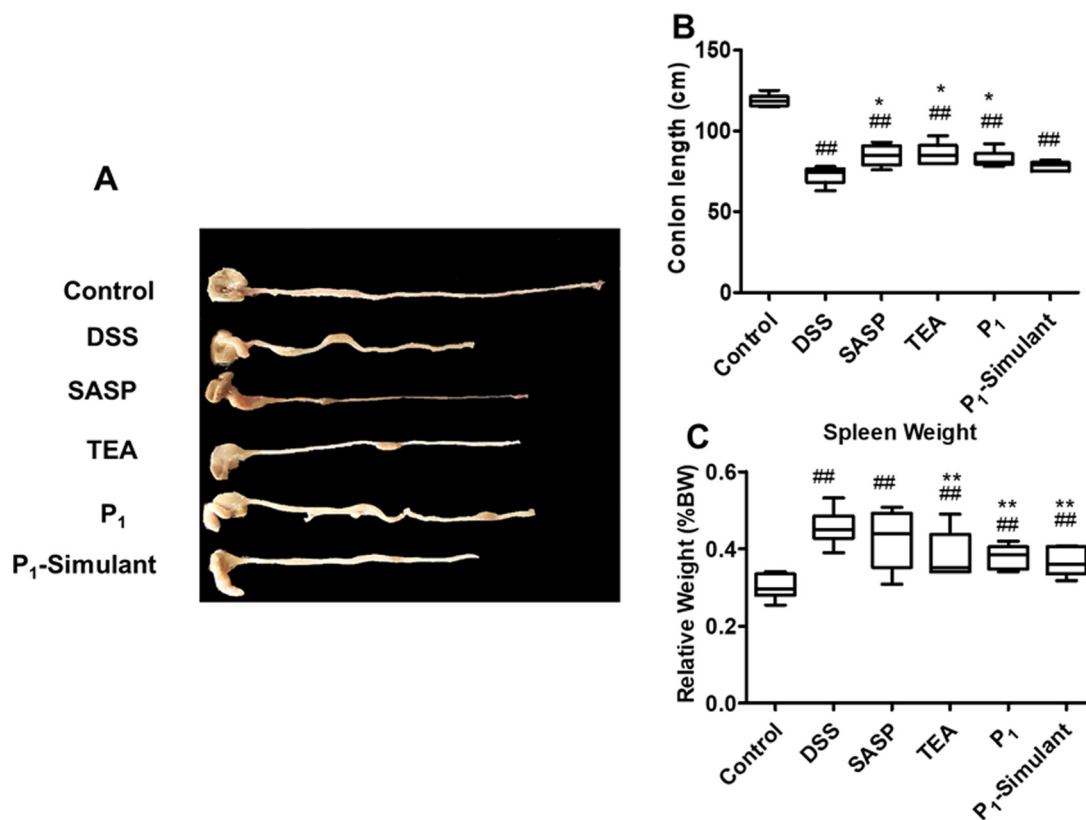 A
Control
DSS
SASP
TEA
P₁
P₁-Simulant
B
Conlon length (cm)
150
100
50
0
##
*
##
*
##
*
##
##
Control
DSS
SASP
TEA
P₁
P₁-Simulant
C
Spleen Weight
Relative Weight (%BW)
0.6
0.4
0.2
0.0
##
##
**
##
**
##
**
##
Control
DSS
SASP
TEA
P₁
P₁-Simulant